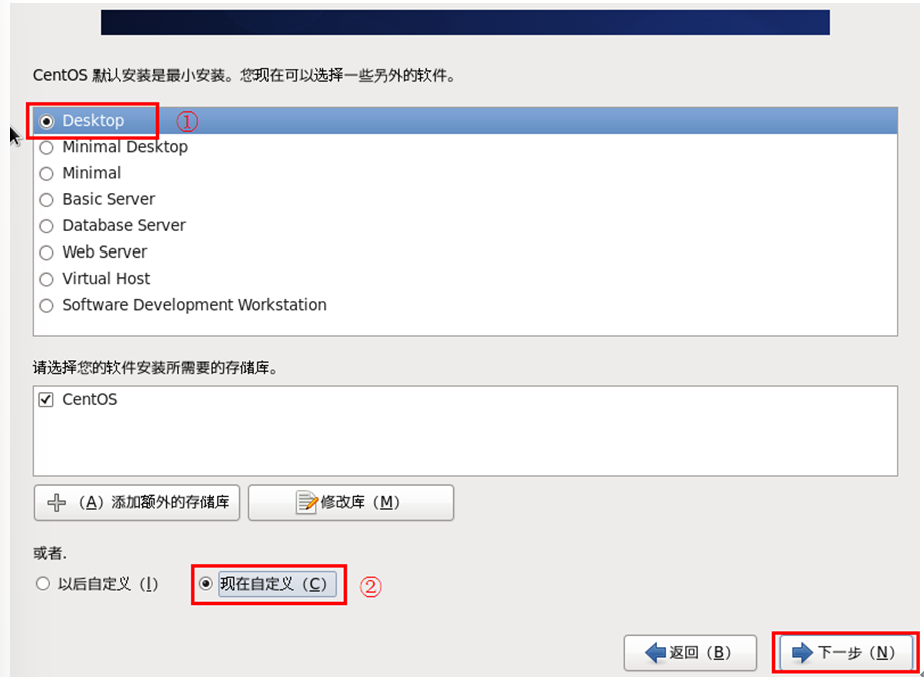 CentOS 默认安装是最小安装。您现在可以选择一些另外的软件。
Desktop ①
Minimal Desktop
Minimal
Basic Server
Database Server
Web Server
Virtual Host
Software Development Workstation
请选择您的软件安装所需要的存储库。
CentOS
(A) 添加额外的存储库 修改库 (M)
或者.
以后自定义 (I) 现在自定义 (C) ②
返回 (B) 下一步 (N)